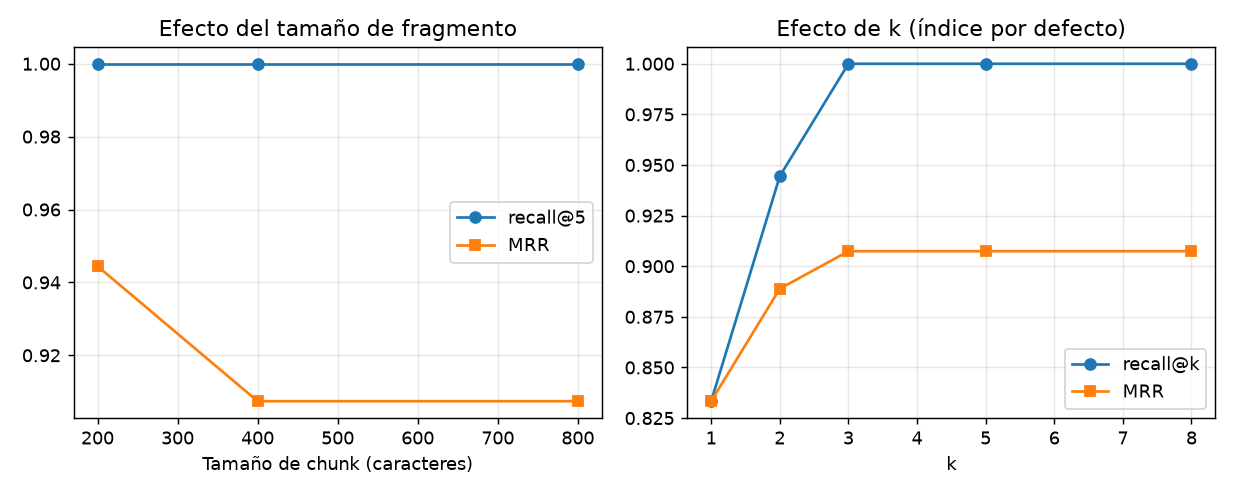 Efecto del tamaño de fragmento
1.00
0.98
0.96
0.94
0.92
recall@5
MRR
200 300 400 500 600 700 800
Tamaño de chunk (caracteres)
Efecto de k (índice por defecto)
1.000
0.975
0.950
0.925
0.900
0.875
0.850
0.825
recall@k
MRR
1 2 3 4 5 6 7 8
k